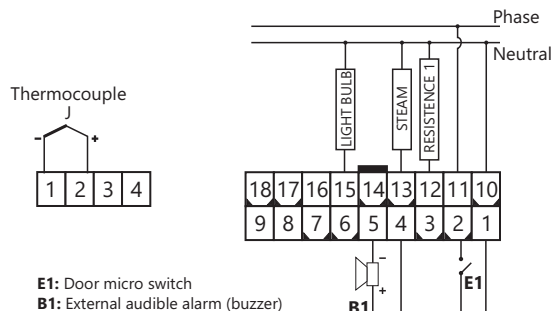 Phase
Neutral
Thermocouple
J
- +
LIGHT BULB
STEAM
RESISTENCE 1
1 2 3 4
18 17 16 15 14 13 12 11 10
9 8 7 6 5 4 3 2 1
-
+
E1
B1
E1: Door micro switch
B1: External audible alarm (buzzer)